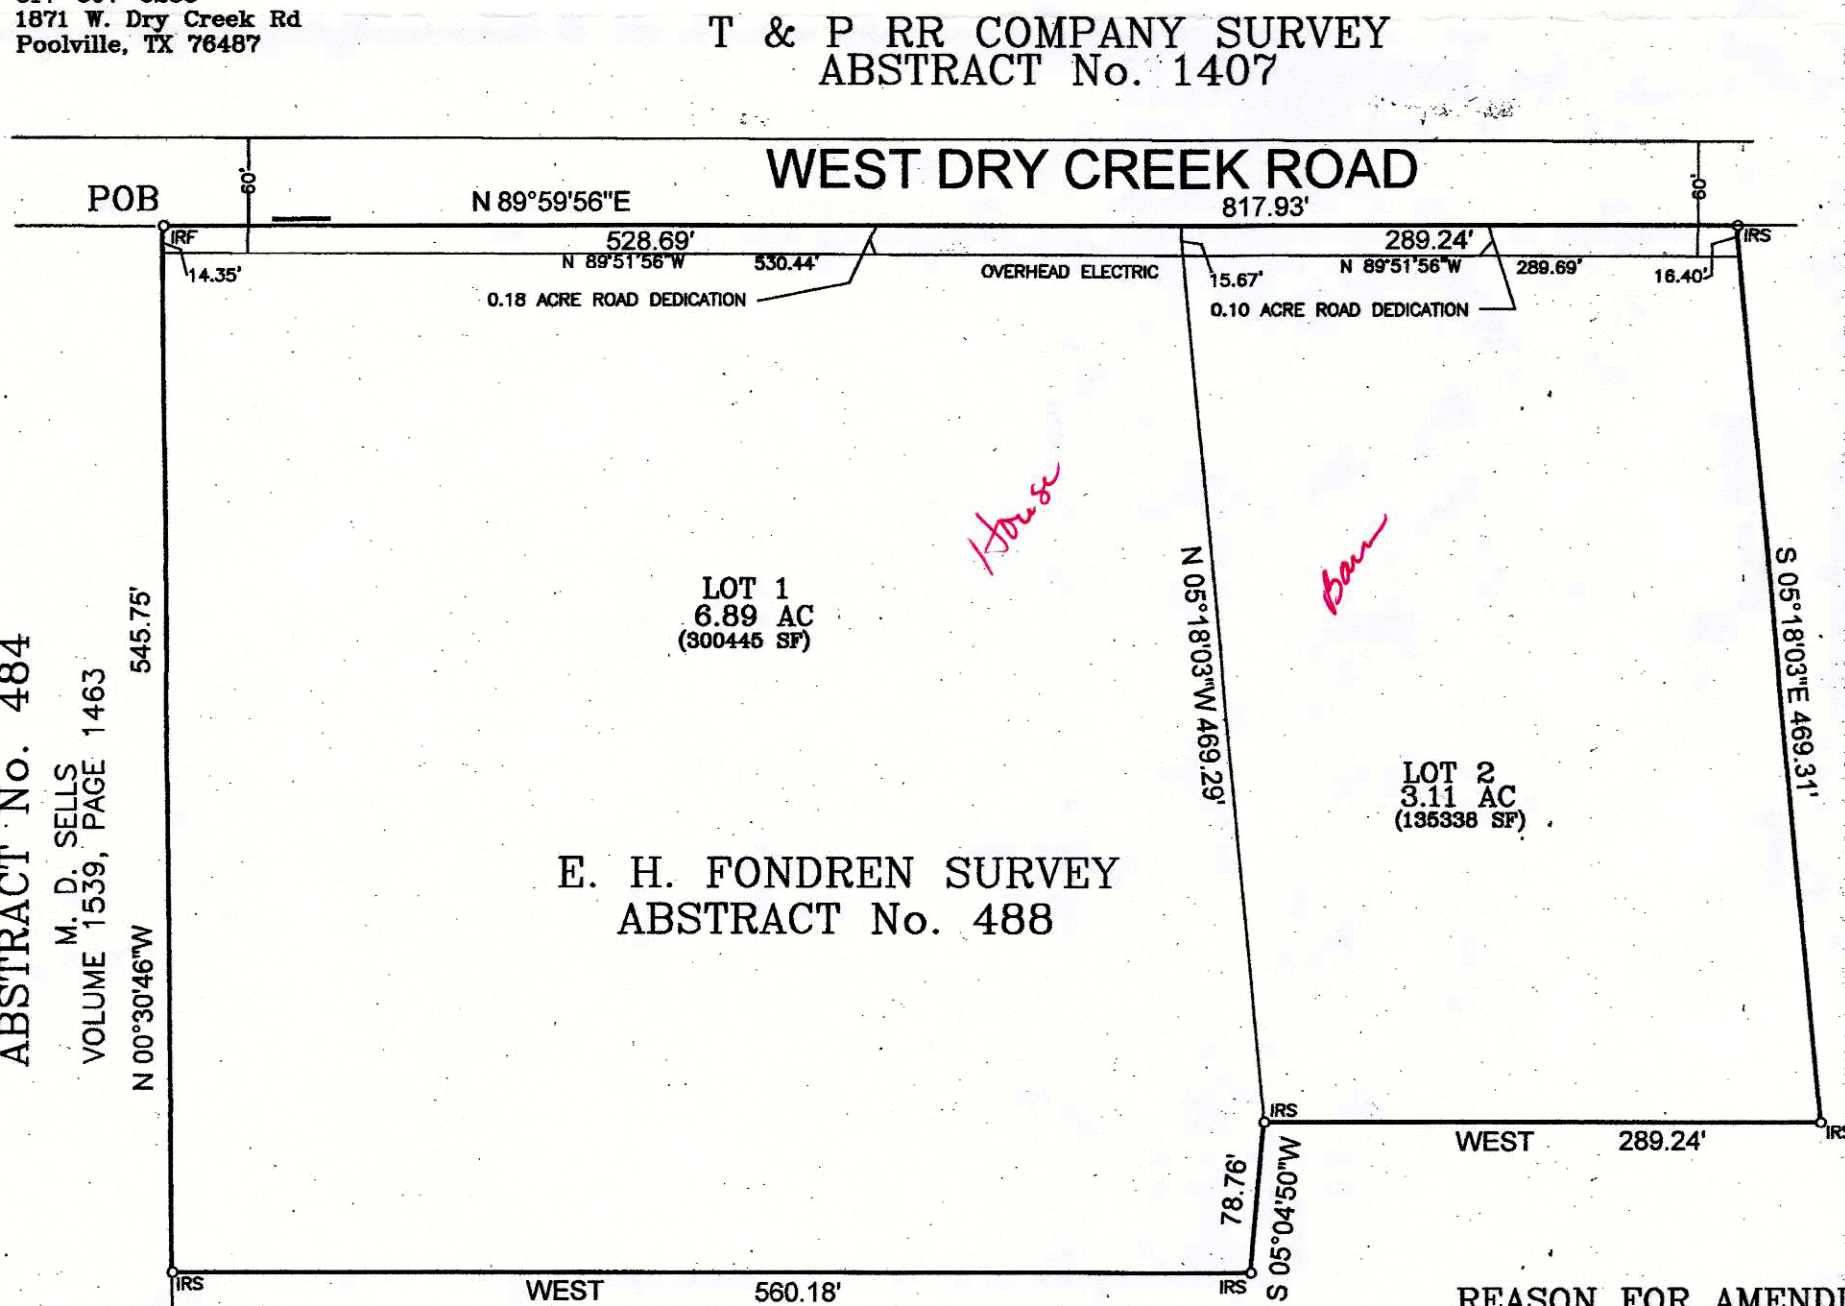 1871 W. Dry Creek Rd
Poolville, TX 76487
T & P RR COMPANY SURVEY
ABSTRACT No. 1407
WEST DRY CREEK ROAD
60'
60'
POB
N 89°59'56"E
817.93'
IRF
528.69'
289.24'
IRS
14.35'
N 89°51'56"W
530.44'
OVERHEAD ELECTRIC
15.67'
N 89°51'56"W
289.69'
16.40'
0.18 ACRE ROAD DEDICATION
0.10 ACRE ROAD DEDICATION
House
Barn
LOT 1
6.89 AC
(300445 SF)
N 05°18'03"W 469.29'
S 05°18'03"E 469.31'
545.75'
N 00°30'46"W
ABSTRACT No. 484
M. D. SELLS
VOLUME 1539, PAGE 1463
LOT 2
3.11 AC
(135338 SF)
E. H. FONDREN SURVEY
ABSTRACT No. 488
IRS
WEST
289.24'
IRS
78.76'
S 05°04'50"W
IRS
WEST
560.18'
IRS
REASON FOR